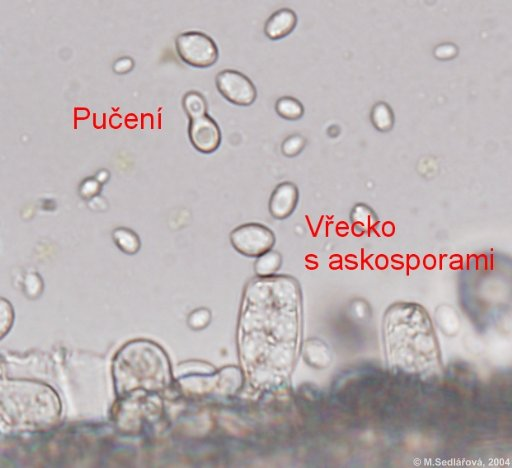 Pučení
Vřecko
s askosporami
© M.Sedlářová, 2004